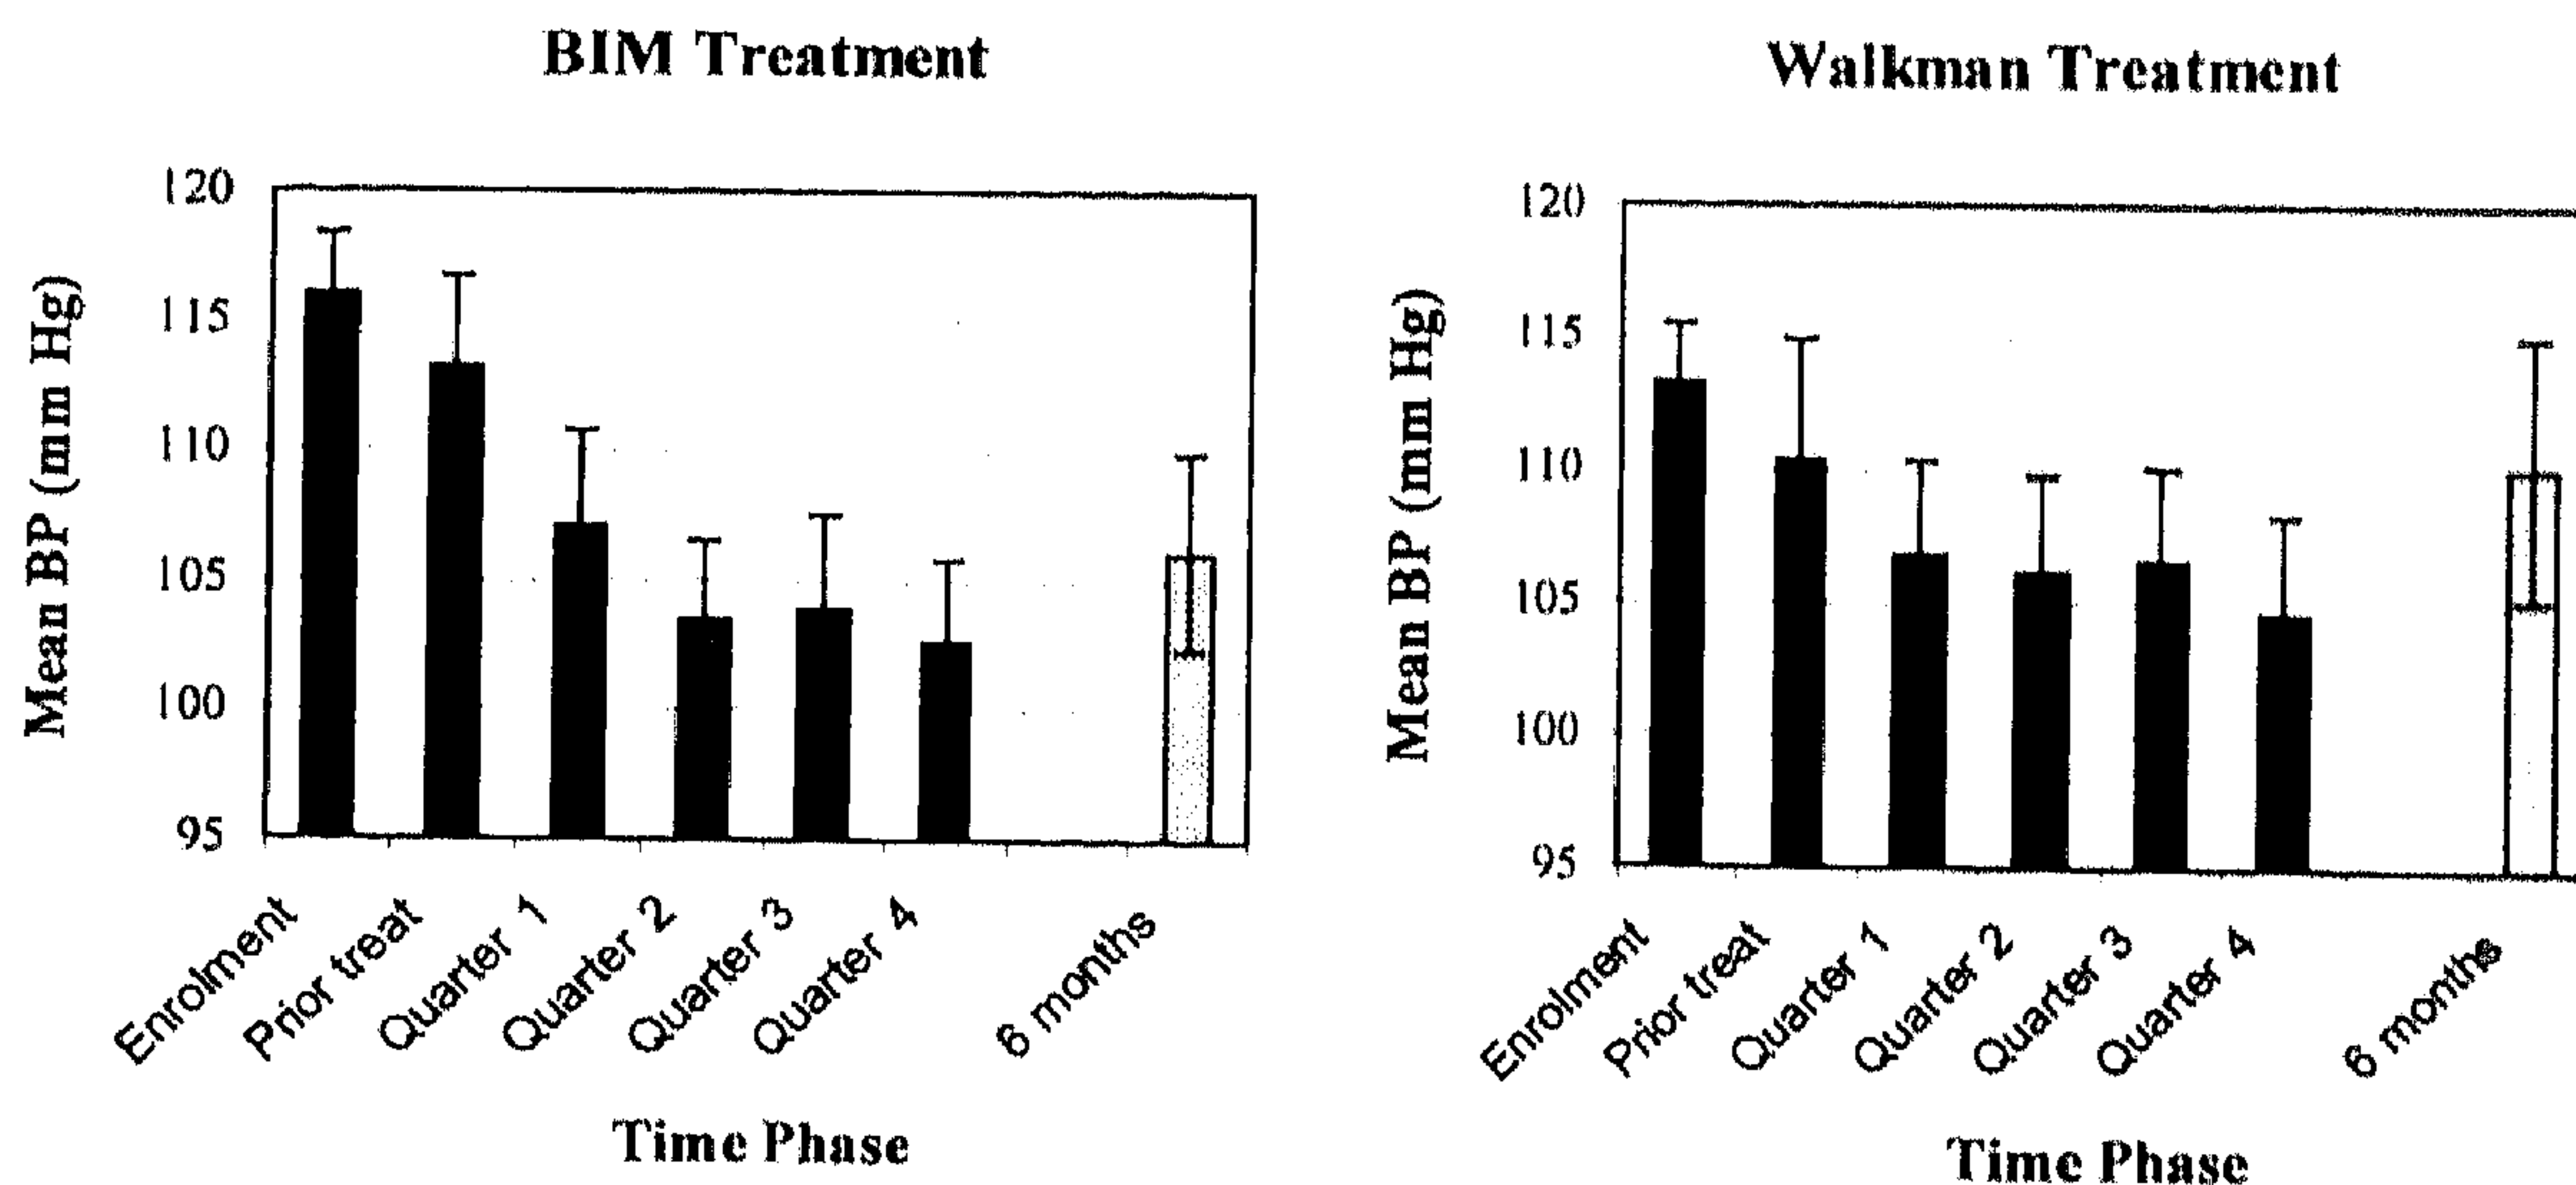 BIM Treatment
Mean BP (mm Hg)
120
115
110
105
100
95
Enrolment
Prior treat
Quarter 1
Quarter 2
Quarter 3
Quarter 4
6 months
Time Phase
Walkman Treatment
Mean BP (mm Hg)
120
115
110
105
100
95
Enrolment
Prior treat
Quarter 1
Quarter 2
Quarter 3
Quarter 4
6 months
Time Phase